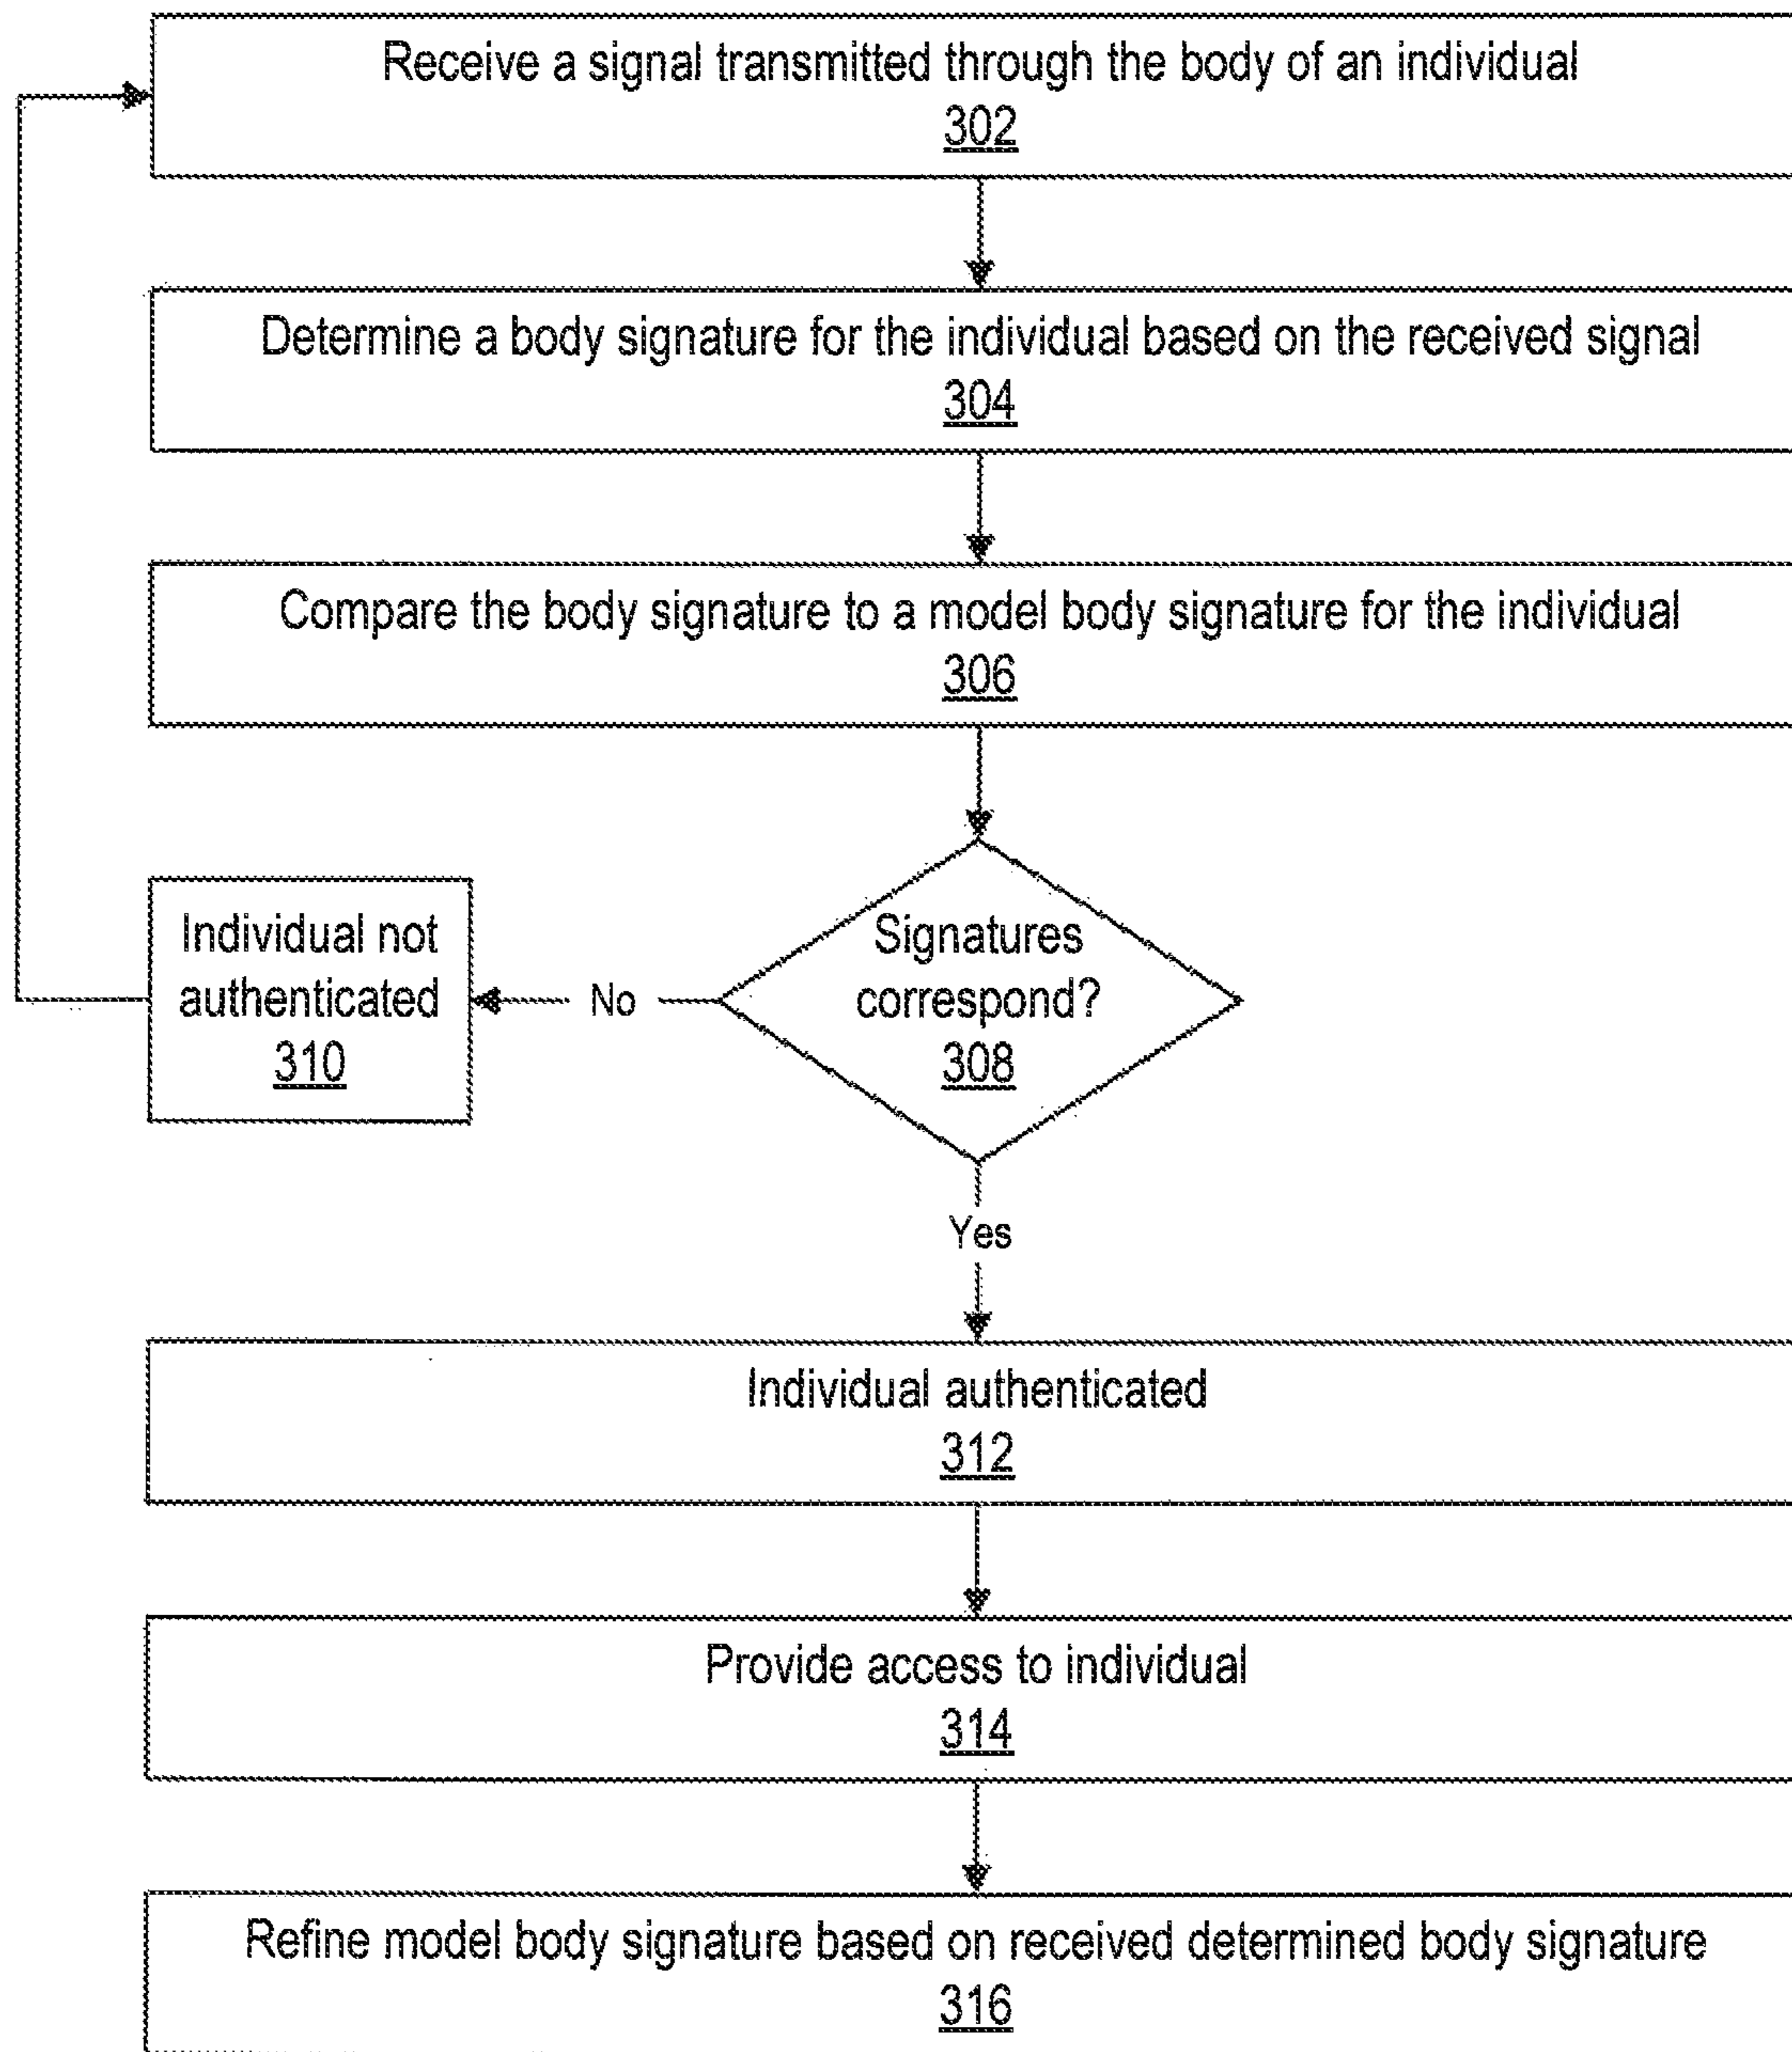 Receive a signal transmitted through the body of an individual
302
Determine a body signature for the individual based on the received signal
304
Compare the body signature to a model body signature for the individual
306
Signatures
correspond?
308
No
Individual not
authenticated
310
Yes
Individual authenticated
312
Provide access to individual
314
Refine model body signature based on received determined body signature
316